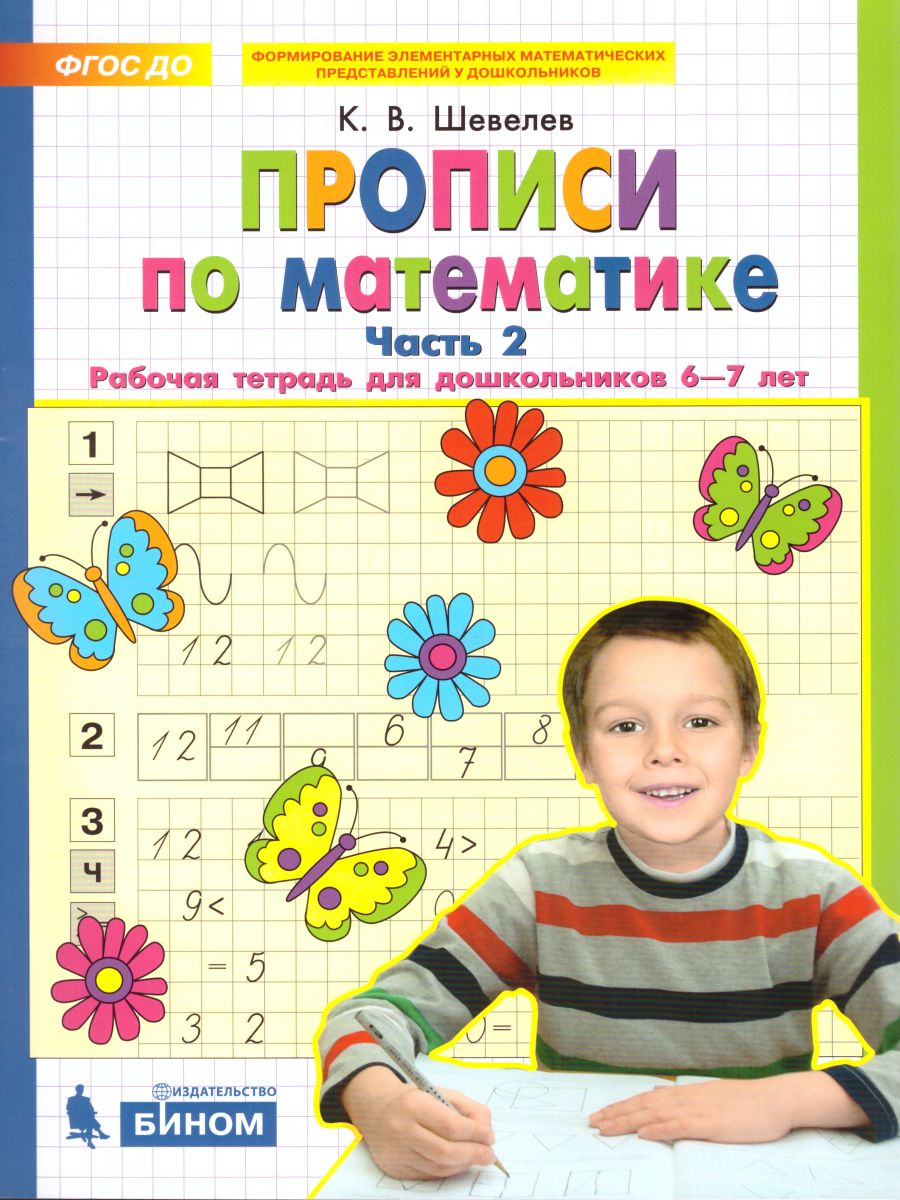 ФГОС ДО
ФОРМИРОВАНИЕ ЭЛЕМЕНТАРНЫХ МАТЕМАТИЧЕСКИХ
ПРЕДСТАВЛЕНИЙ У ДОШКОЛЬНИКОВ
К. В. Шевелев
ПРОПИСИ
по математике
Часть 2
Рабочая тетрадь для дошкольников 6—7 лет
1
→
12 12
2
12 11 9 6 7 8
3
12 4>
ч
9<
>
= 5
3 2
=
ИЗДАТЕЛЬСТВО
БИНОМ